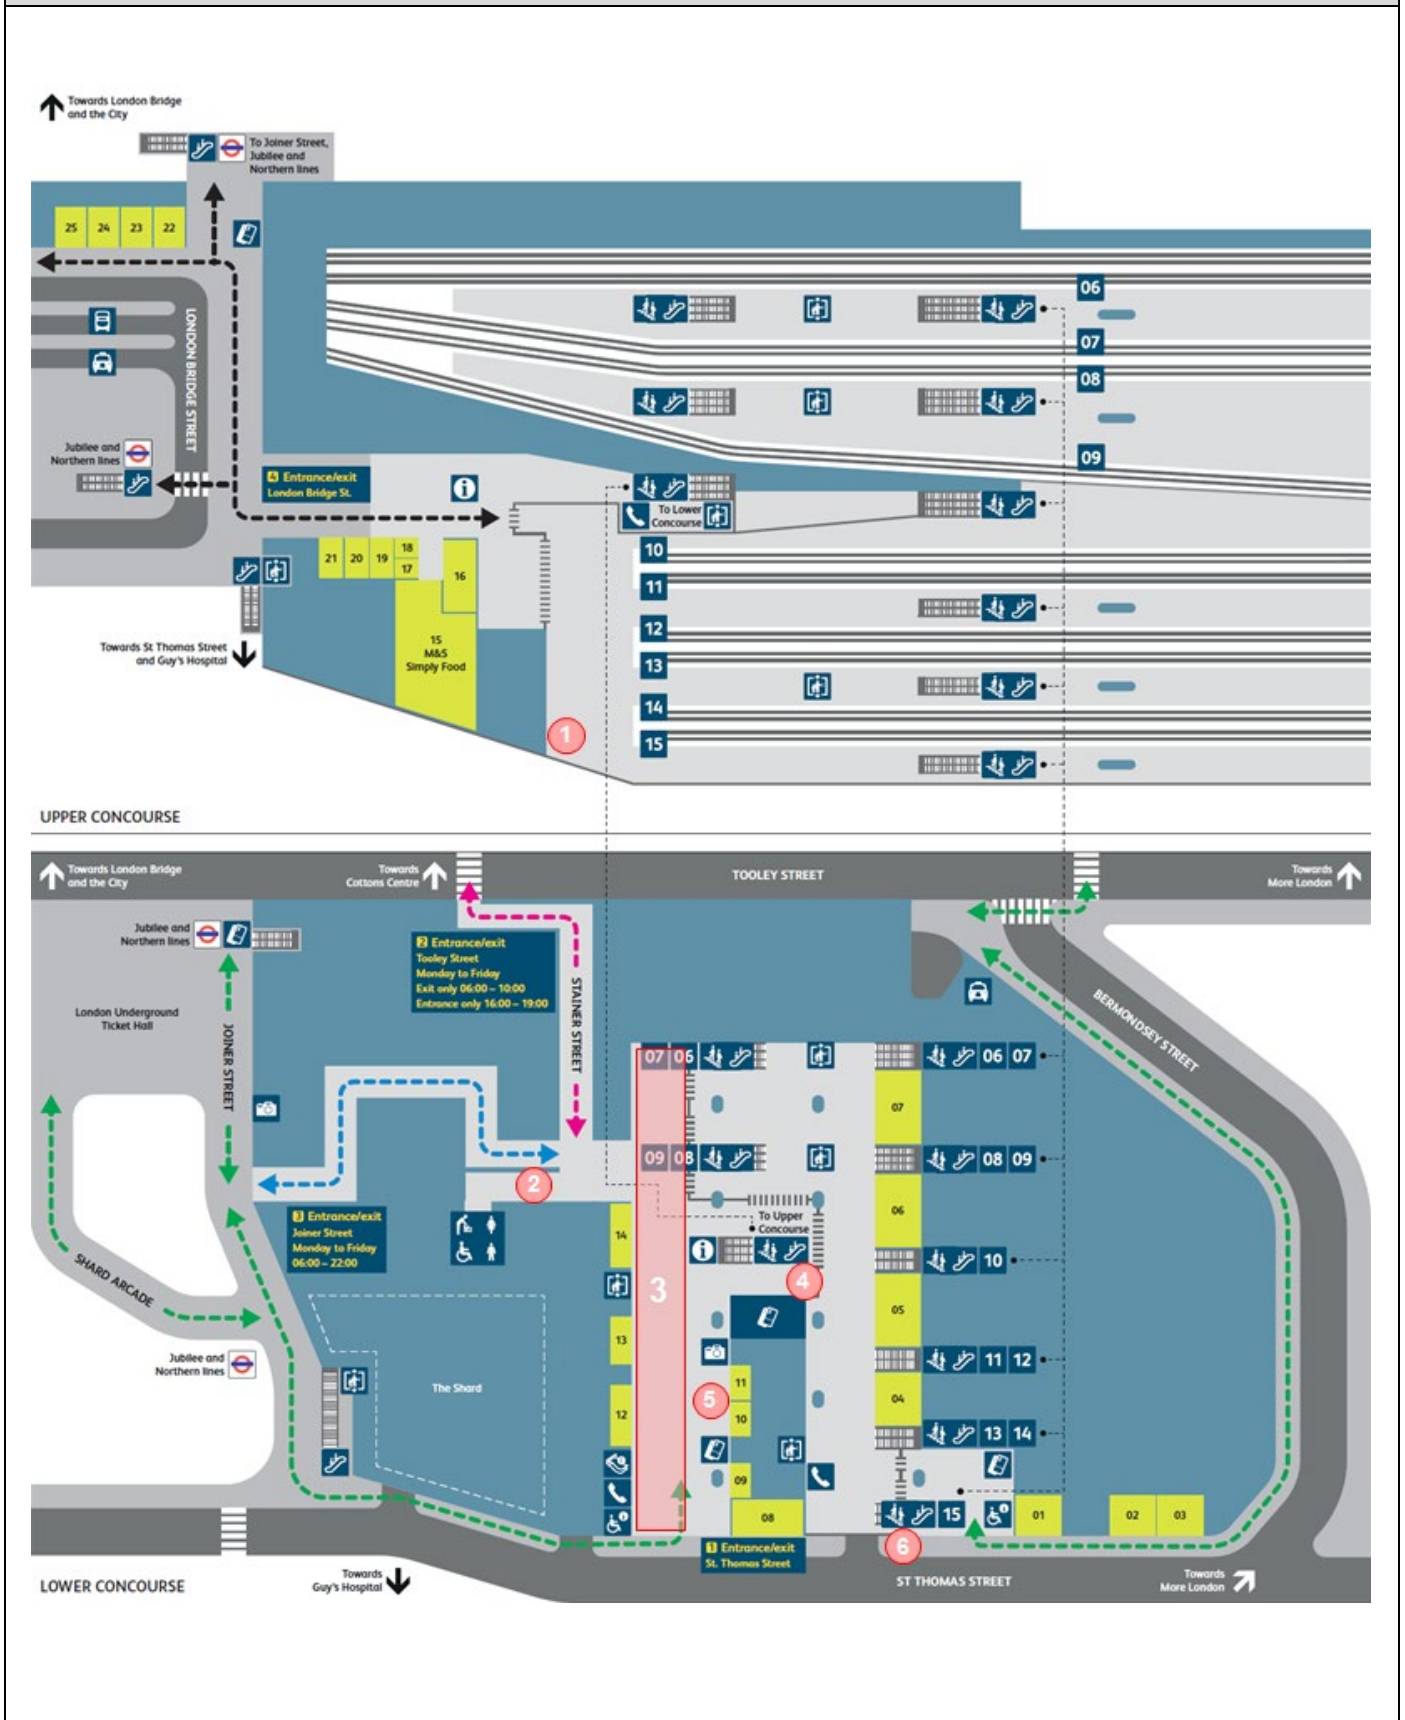 Towards London Bridge
and the City
To Joiner Street,
Jubilee and
Northern lines
25 24 23 22
LONDON BRIDGE STREET
06
07
08
09
Jubilee and
Northern lines
4 Entrance/exit
London Bridge St.
To Lower
Concourse
21 20 19 18
17
16
15
M&S
Simply Food
10
11
12
13
14
15
Towards St Thomas Street
and Guy's Hospital
1
UPPER CONCOURSE
Towards London Bridge
and the City
Towards
Cottons Centre
TOOLEY STREET
Towards
More London
Jubilee and
Northern lines
2 Entrance/exit
Tooley Street
Monday to Friday
Exit only 06:00 – 10:00
Entrance only 16:00 – 19:00
STAINER STREET
London Underground
Ticket Hall
JOINER STREET
BERMONDSEY STREET
07 06
06 07
07
09 08
08 09
2
3 Entrance/exit
Joiner Street
Monday to Friday
06:00 – 22:00
14
To Upper
Concourse
06
10
3
4
SHARD ARCADE
05
13
Jubilee and
Northern lines
The Shard
11
11 12
5
12
10
04
13 14
09
08
15
01
02
03
1 Entrance/exit
St. Thomas Street
6
LOWER CONCOURSE
Towards
Guy's Hospital
ST THOMAS STREET
Towards
More London